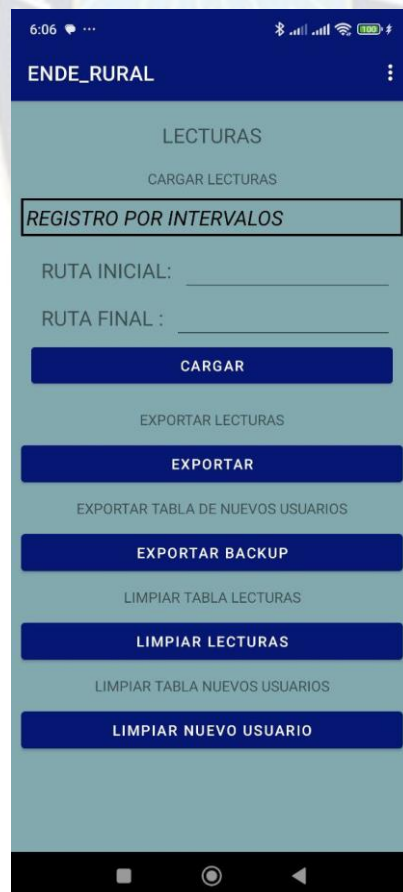 6:06
100
ENDE_RURAL
LECTURAS
CARGAR LECTURAS
REGISTRO POR INTERVALOS
RUTA INICIAL:
RUTA FINAL :
CARGAR
EXPORTAR LECTURAS
EXPORTAR
EXPORTAR TABLA DE NUEVOS USUARIOS
EXPORTAR BACKUP
LIMPIAR TABLA LECTURAS
LIMPIAR LECTURAS
LIMPIAR TABLA NUEVOS USUARIOS
LIMPIAR NUEVO USUARIO